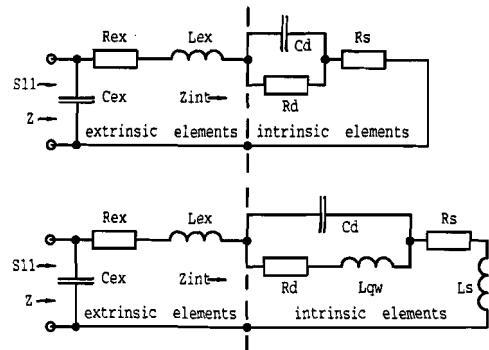 Rex
Lex
Cd
Rs
S11
Cex
Zint
Rd
Z
extrinsic elements
intrinsic elements
Rex
Lex
Cd
Rs
S11
Cex
Zint
Rd
Lqw
Ls
Z
extrinsic elements
intrinsic elements